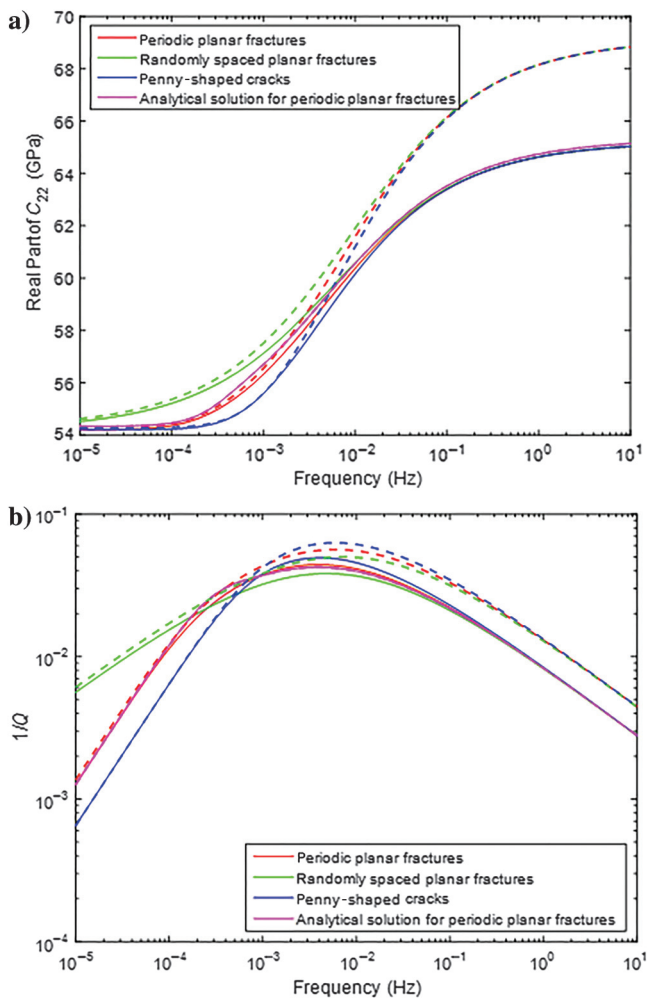 a)
70
68
66
64
62
60
58
56
54
Real Part of C22 (GPa)
Periodic planar fractures
Randomly spaced planar fractures
Penny-shaped cracks
Analytical solution for periodic planar fractures
10−5 10−4 10−3 10−2 10−1 100 101
Frequency (Hz)
b)
10−1
10−2
10−3
10−4
1/Q
Periodic planar fractures
Randomly spaced planar fractures
Penny-shaped cracks
Analytical solution for periodic planar fractures
10−5 10−4 10−3 10−2 10−1 100 101
Frequency (Hz)